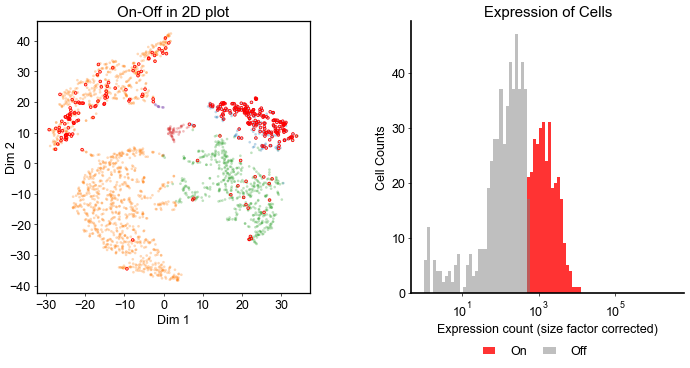 On-Off in 2D plot
40
30
20
10
0
−10
−20
−30
−40
−30 −20 −10 0 10 20 30
Dim 1
Dim 2
Expression of Cells
40
30
20
10
0
10^1 10^3 10^5
Cell Counts
Expression count (size factor corrected)
On Off